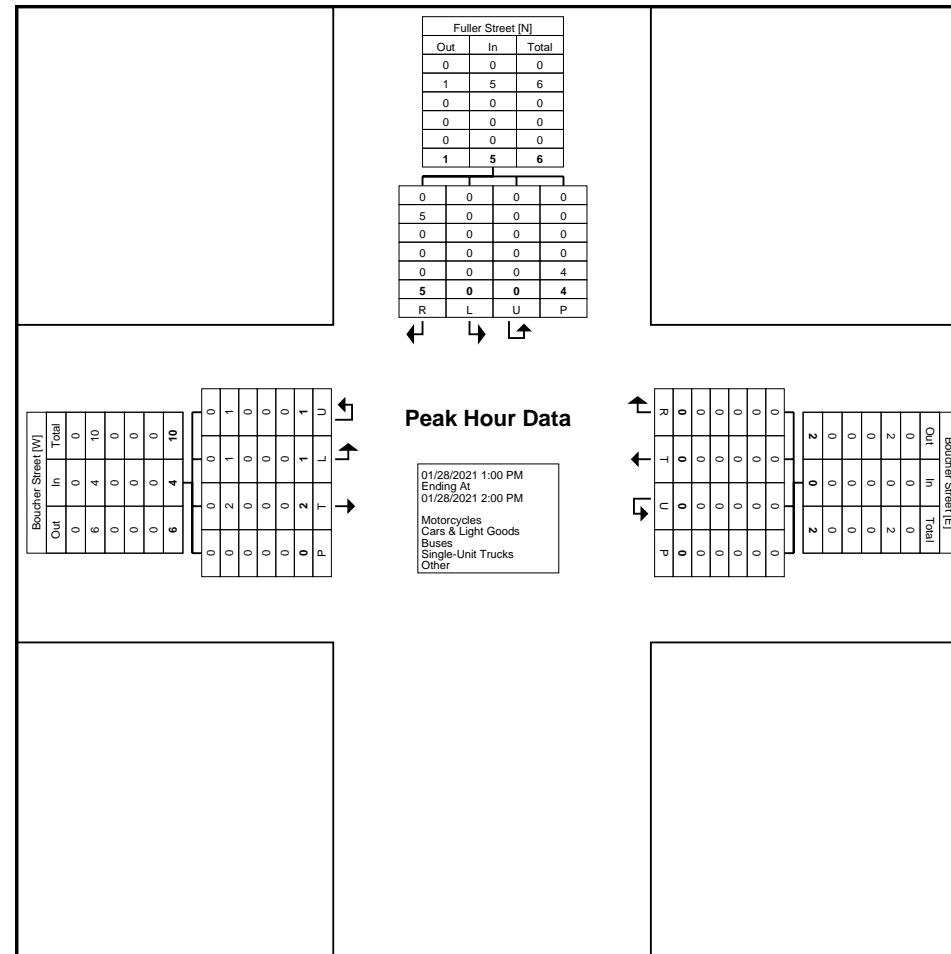 Fuller Street [N]
Out In Total
0 0 0
1 5 6
0 0 0
0 0 0
0 0 0
1 5 6
0 0 0 0
5 0 0 0
0 0 0 0
0 0 0 0
0 0 0 4
5 0 0 4
R L U P
Boucher Street [W]
Out In Total
0 0 0
6 4 10
0 0 0
0 0 0
0 0 0
6 4 10
0 0 0 0
0 2 1 1
0 0 0 0
0 0 0 0
0 0 0 0
0 2 1 1
P T L U
Peak Hour Data
01/28/2021 1:00 PM
Ending At
01/28/2021 2:00 PM
Motorcycles
Cars & Light Goods
Buses
Single-Unit Trucks
Other
Boucher Street [E]
Out In Total
0 0 0
2 0 2
0 0 0
0 0 0
0 0 0
2 0 2
0 0 0 0
0 0 0 0
0 0 0 0
0 0 0 0
0 0 0 0
0 0 0 0
R T U P